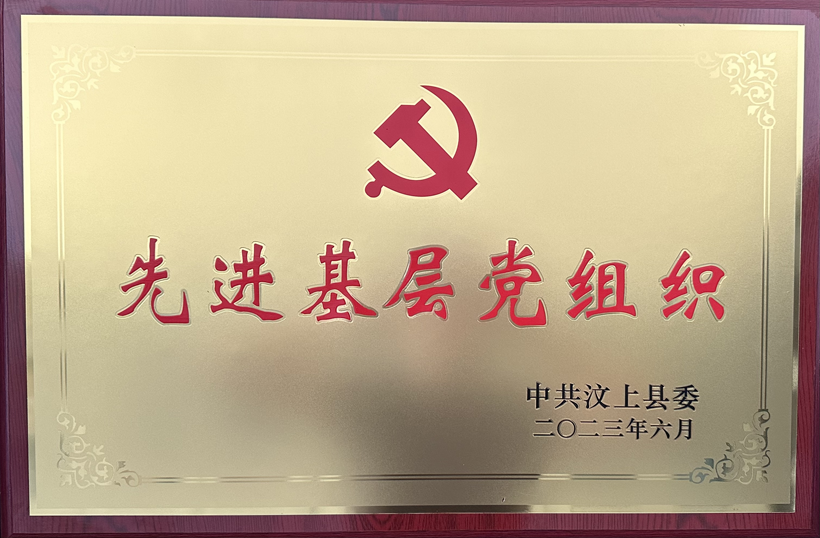 先进基层党组织
中共汶上县委
二〇二三年六月